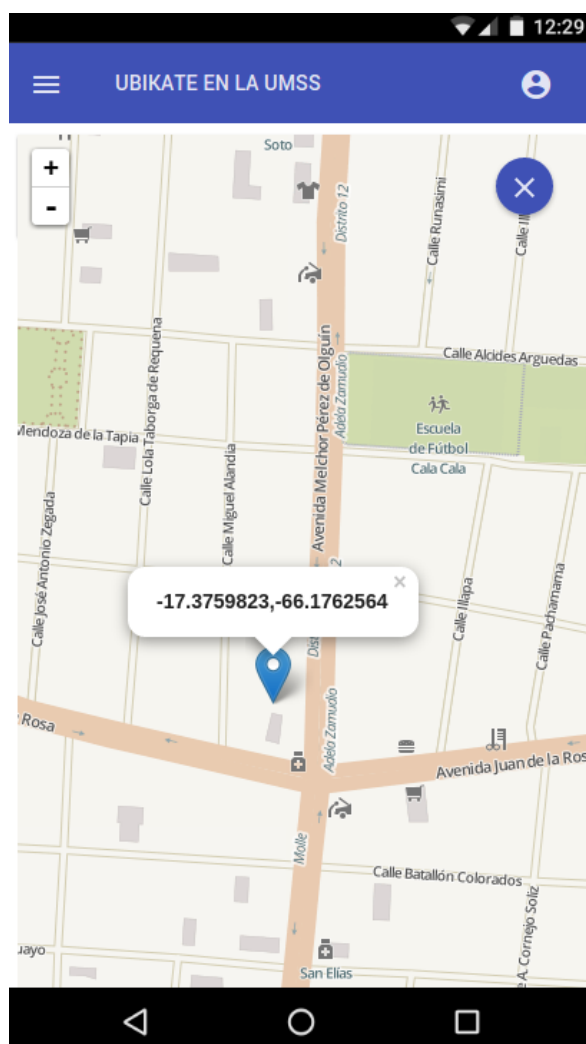 12:29
UBIKATE EN LA UMSS
+
-
Soto
Distrito 12
Calle Runasimi
Calle
Calle Alcides Arguedas
Avenida Melchor Pérez de Olguín
Adela Zamudio
Calle Lola Taborga de Requena
Mendoza de la Tapia
Escuela
de Fútbol
Cala Cala
Calle Miguel Alandia
Calle José Antonio Zegada
Calle Illapa
Calle Pachamama
-17.3759823,-66.1762564
×
Rosa
Adela Zamudio
Avenida Juan de la Ros
Molle
Calle Batallón Colorados
A. Cornejo Soliz
San Elías